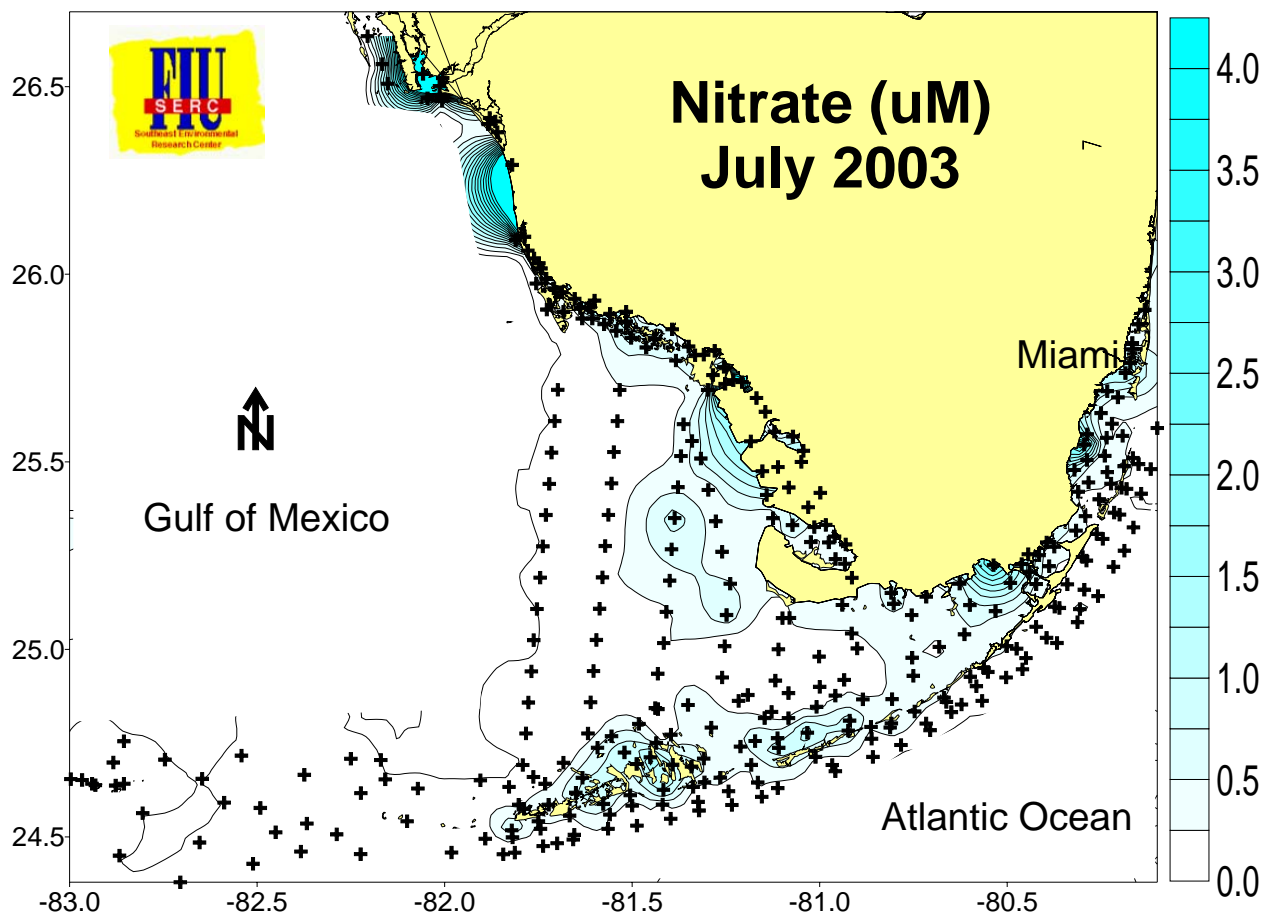 FIU
SERC
Southeast Environmental
Research Center
Nitrate (uM)
July 2003
Miami
N
Gulf of Mexico
Atlantic Ocean
26.5
26.0
25.5
25.0
24.5
-83.0
-82.5
-82.0
-81.5
-81.0
-80.5
4.0
3.5
3.0
2.5
2.0
1.5
1.0
0.5
0.0